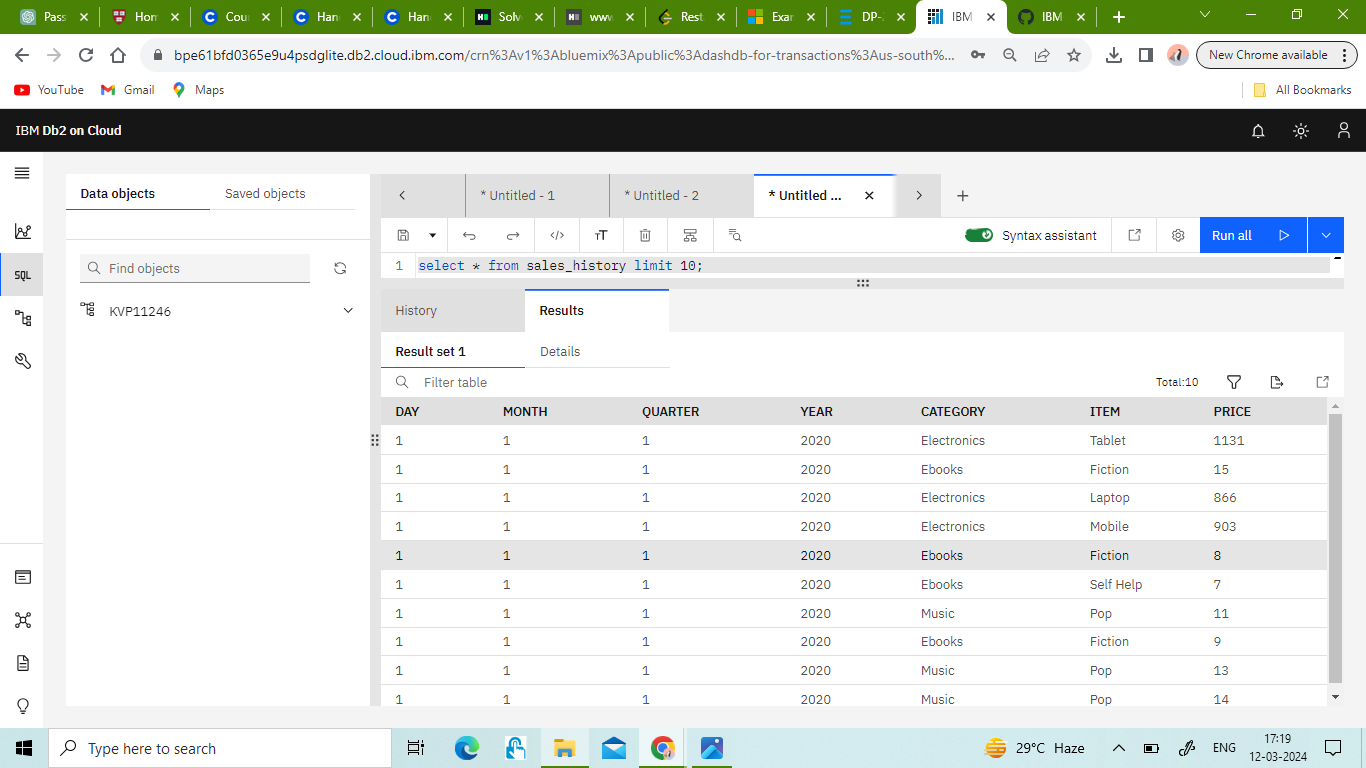 Pass
Hom
Cour
Hand
Hand
Solve
www
Rest
Exar
DP-
IBM
IBM
bpe61bfd0365e9u4psdglite.db2.cloud.ibm.com/crn%3Av1%3Abluemix%3Apublic%3Adashdb-for-transactions%3Aus-south%...
New Chrome available
YouTube
Gmail
Maps
All Bookmarks
IBM Db2 on Cloud
Data objects
Saved objects
* Untitled - 1
* Untitled - 2
* Untitled ...
Syntax assistant
Run all
SQL
Find objects
1 select * from sales_history limit 10;
KVP11246
History
Results
Result set 1
Details
Filter table
Total:10
DAY MONTH QUARTER YEAR CATEGORY ITEM PRICE
1 1 1 2020 Electronics Tablet 1131
1 1 1 2020 Ebooks Fiction 15
1 1 1 2020 Electronics Laptop 866
1 1 1 2020 Electronics Mobile 903
1 1 1 2020 Ebooks Fiction 8
1 1 1 2020 Ebooks Self Help 7
1 1 1 2020 Music Pop 11
1 1 1 2020 Ebooks Fiction 9
1 1 1 2020 Music Pop 13
1 1 1 2020 Music Pop 14
Type here to search
29°C Haze
ENG
17:19
12-03-2024